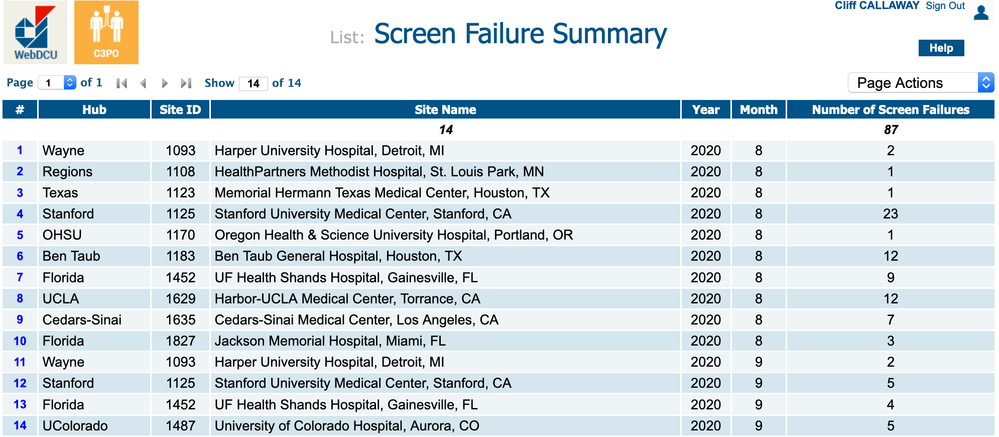 Cliff CALLAWAY Sign Out
WebDCU
C3PO
List: Screen Failure Summary
Help
Page 1 of 1 Show 14 of 14
Page Actions
# Hub Site ID Site Name Year Month Number of Screen Failures
14 87
1 Wayne 1093 Harper University Hospital, Detroit, MI 2020 8 2
2 Regions 1108 HealthPartners Methodist Hospital, St. Louis Park, MN 2020 8 1
3 Texas 1123 Memorial Hermann Texas Medical Center, Houston, TX 2020 8 1
4 Stanford 1125 Stanford University Medical Center, Stanford, CA 2020 8 23
5 OHSU 1170 Oregon Health & Science University Hospital, Portland, OR 2020 8 1
6 Ben Taub 1183 Ben Taub General Hospital, Houston, TX 2020 8 12
7 Florida 1452 UF Health Shands Hospital, Gainesville, FL 2020 8 9
8 UCLA 1629 Harbor-UCLA Medical Center, Torrance, CA 2020 8 12
9 Cedars-Sinai 1635 Cedars-Sinai Medical Center, Los Angeles, CA 2020 8 7
10 Florida 1827 Jackson Memorial Hospital, Miami, FL 2020 8 3
11 Wayne 1093 Harper University Hospital, Detroit, MI 2020 9 2
12 Stanford 1125 Stanford University Medical Center, Stanford, CA 2020 9 5
13 Florida 1452 UF Health Shands Hospital, Gainesville, FL 2020 9 4
14 UColorado 1487 University of Colorado Hospital, Aurora, CO 2020 9 5